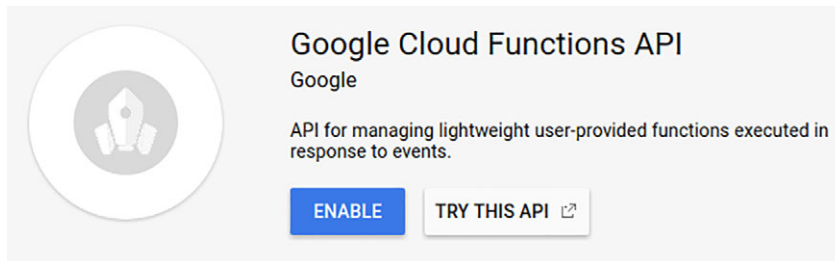 Google Cloud Functions API
Google
API for managing lightweight user-provided functions executed in
response to events.
ENABLE
TRY THIS API